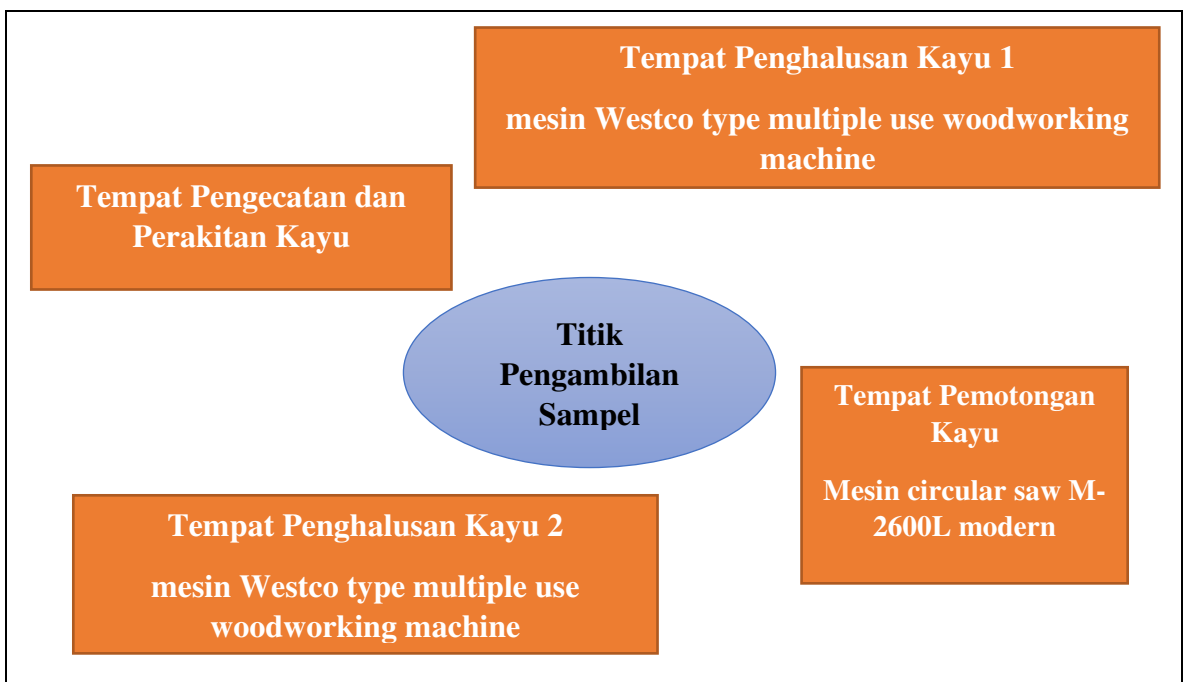 Tempat Penghalusan Kayu 1
mesin Westco type multiple use woodworking
machine
Tempat Pengecatan dan
Perakitan Kayu
Titik
Pengambilan
Sampel
Tempat Pemotongan
Kayu
Mesin circular saw M-
2600L modern
Tempat Penghalusan Kayu 2
mesin Westco type multiple use
woodworking machine